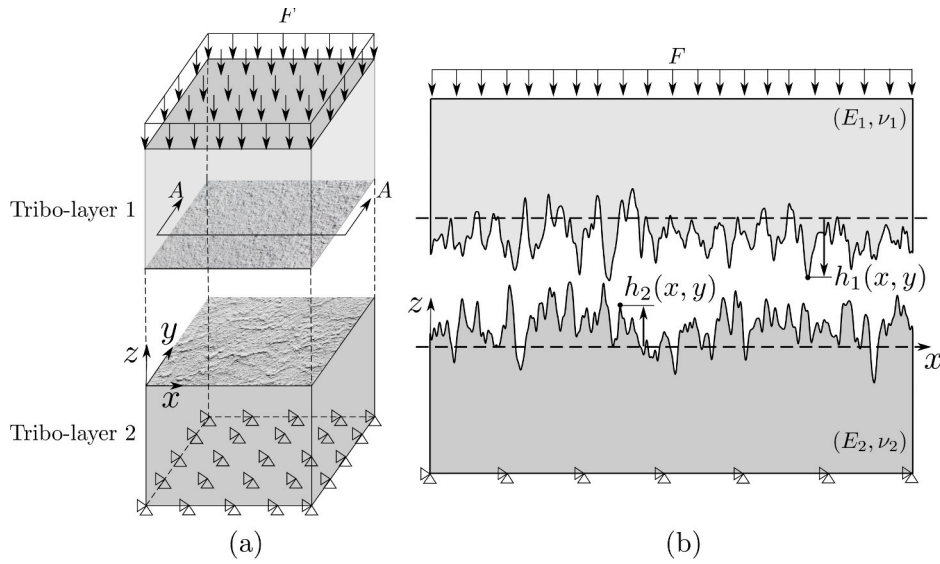 F
A
A
Tribo-layer 1
z
y
x
Tribo-layer 2
(a)
F
(E₁, ν₁)
h₁(x, y)
h₂(x, y)
z
x
(E₂, ν₂)
(b)